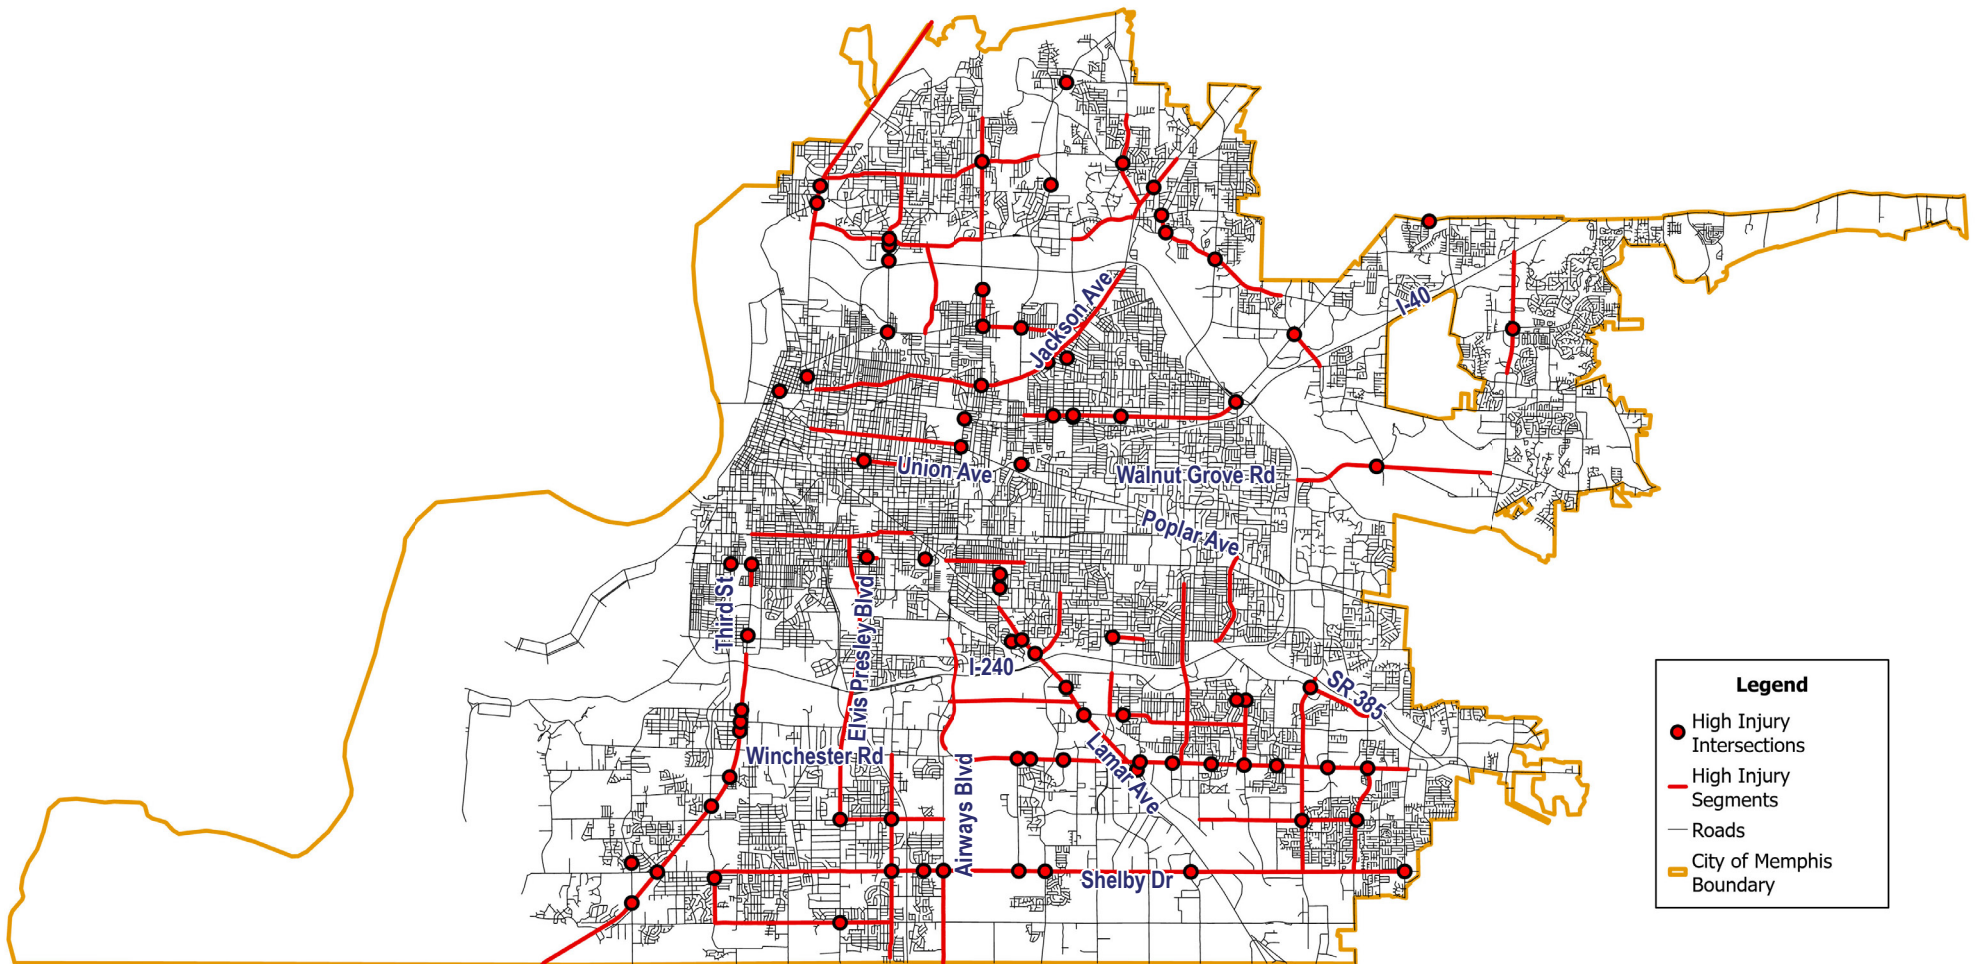 Jackson Ave
I-40
Union Ave
Walnut Grove Rd
Poplar Ave
Third St
Elvis Presley Blvd
I-240
SR 385
Winchester Rd
Lamar Ave
Airways Blvd
Shelby Dr
Legend
High Injury
Intersections
High Injury
Segments
Roads
City of Memphis
Boundary